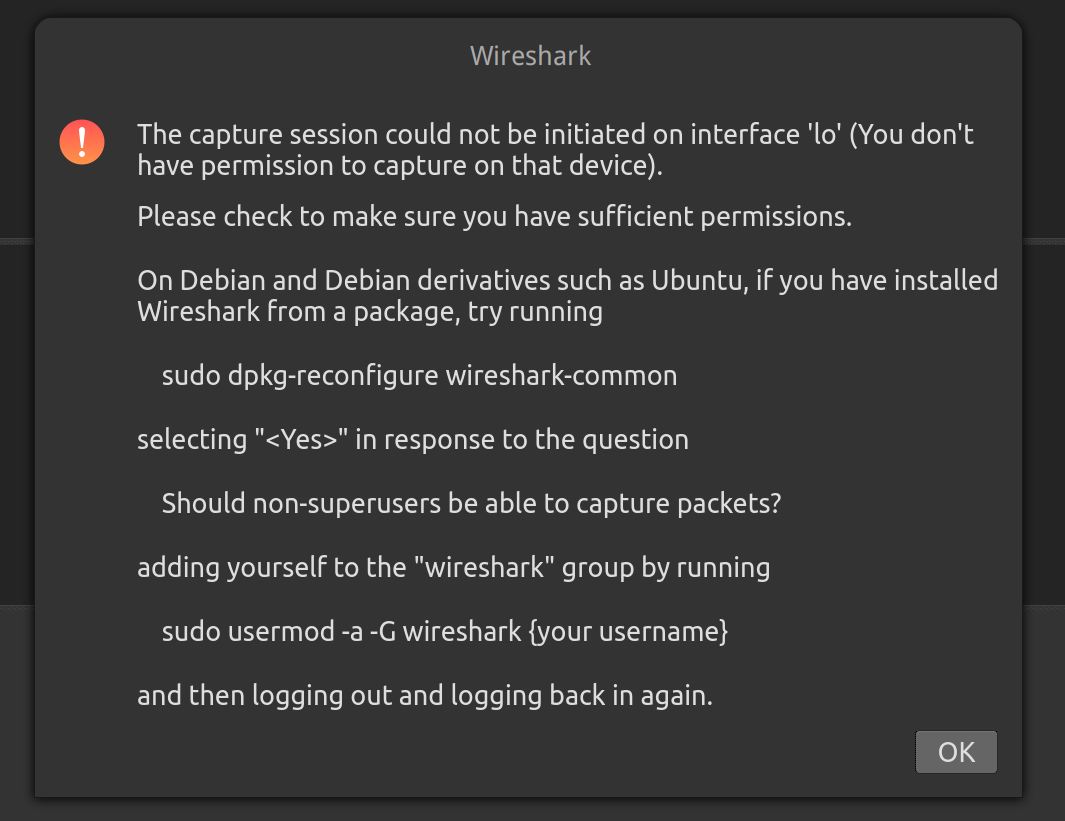 Wireshark
The capture session could not be initiated on interface 'lo' (You don't
have permission to capture on that device).
Please check to make sure you have sufficient permissions.
On Debian and Debian derivatives such as Ubuntu, if you have installed
Wireshark from a package, try running
sudo dpkg-reconfigure wireshark-common
selecting "<Yes>" in response to the question
Should non-superusers be able to capture packets?
adding yourself to the "wireshark" group by running
sudo usermod -a -G wireshark {your username}
and then logging out and logging back in again.
OK